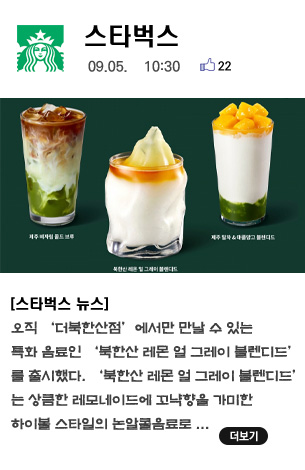 스타벅스
09.05. 10:30 22
제주 비자림 콜드 브루
제주 말차 & 애플망고 블렌디드
북한산 레몬 얼 그레이 블렌디드
[스타벅스 뉴스]
오직 ‘더북한산점’ 에서만 만날 수 있는
특화 음료인 ‘북한산 레몬 얼 그레이 블렌디드’
를 출시했다. ‘북한산 레몬 얼 그레이 블렌디드’
는 상큼한 레모네이드에 꼬냑향을 가미한
하이볼 스타일의 논알콜음료로 ...
더보기